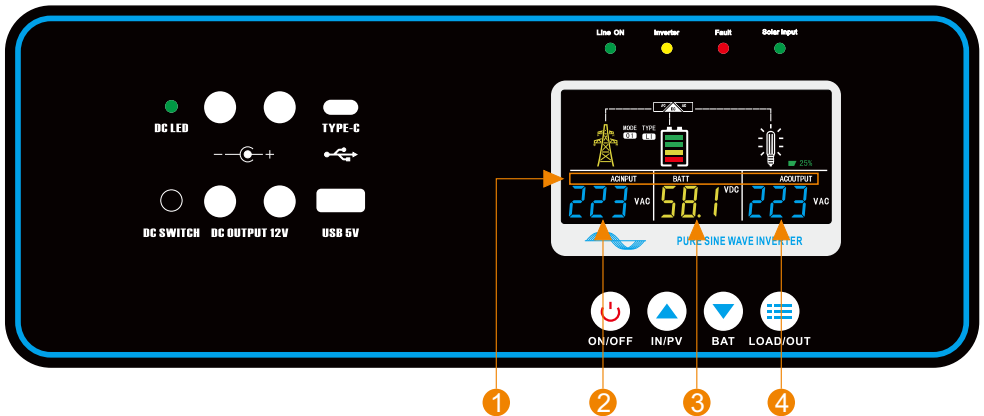 Line ON
Inverter
Fault
Solar Input
DC LED
TYPE-C
DC SWITCH
DC OUTPUT 12V
USB 5V
MODE
01
TYPE
LI
25%
ACINPUT
BATT
ACOUTPUT
223 VAC
58.1 VDC
223 VAC
PURE SINE WAVE INVERTER
ON/OFF
IN/PV
BAT
LOAD/OUT
1
2
3
4